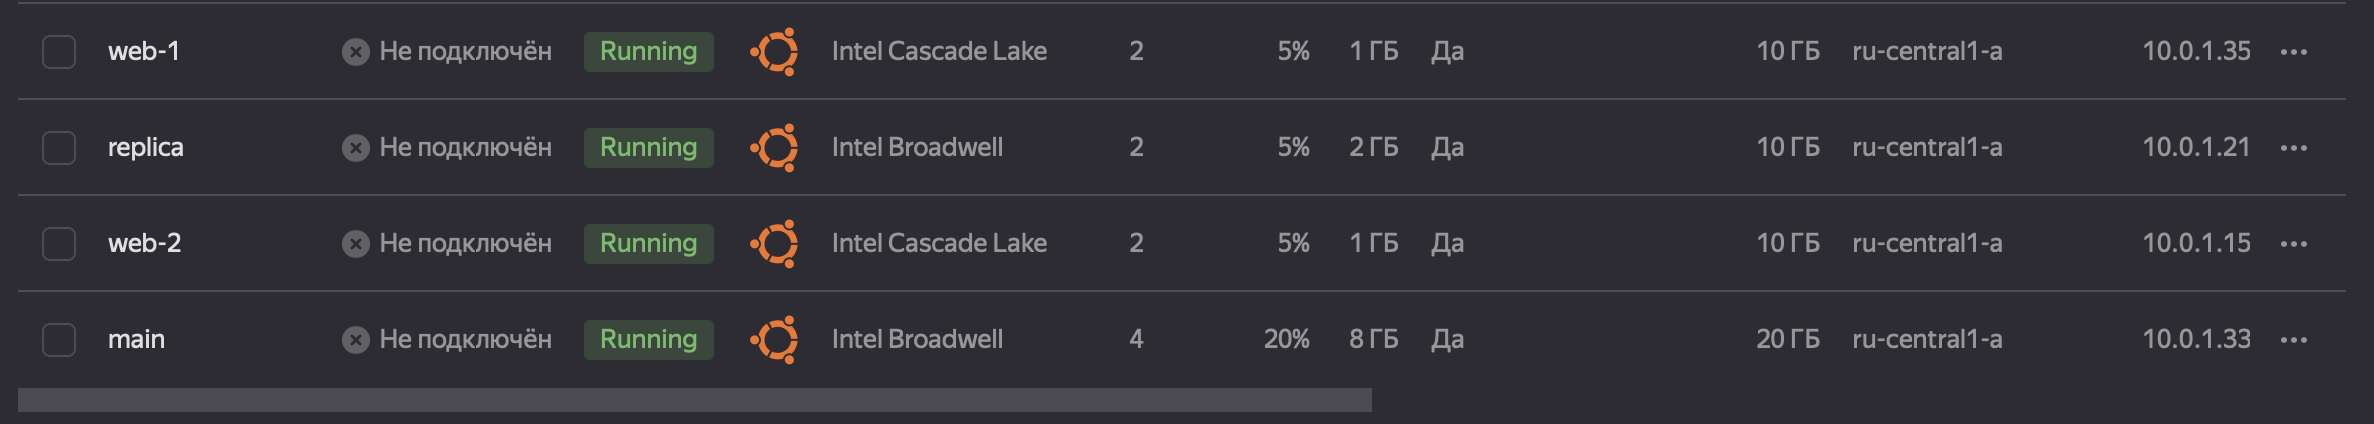 web-1 Не подключён Running Intel Cascade Lake 2 5% 1 ГБ Да 10 ГБ ru-central1-a 10.0.1.35
replica Не подключён Running Intel Broadwell 2 5% 2 ГБ Да 10 ГБ ru-central1-a 10.0.1.21
web-2 Не подключён Running Intel Cascade Lake 2 5% 1 ГБ Да 10 ГБ ru-central1-a 10.0.1.15
main Не подключён Running Intel Broadwell 4 20% 8 ГБ Да 20 ГБ ru-central1-a 10.0.1.33